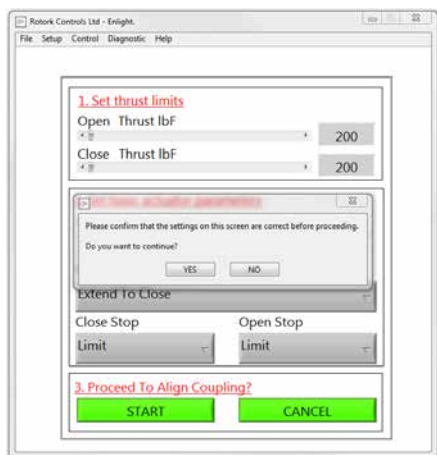 Rotork Controls Ltd - Enlight.
File Setup Control Diagnostic Help
1. Set thrust limits
Open Thrust lbF
200
Close Thrust lbF
200
Please confirm that the settings on this screen are correct before proceeding.
Do you want to continue?
YES NO
Extend To Close
Close Stop Open Stop
Limit Limit
3. Proceed To Align Coupling?
START CANCEL